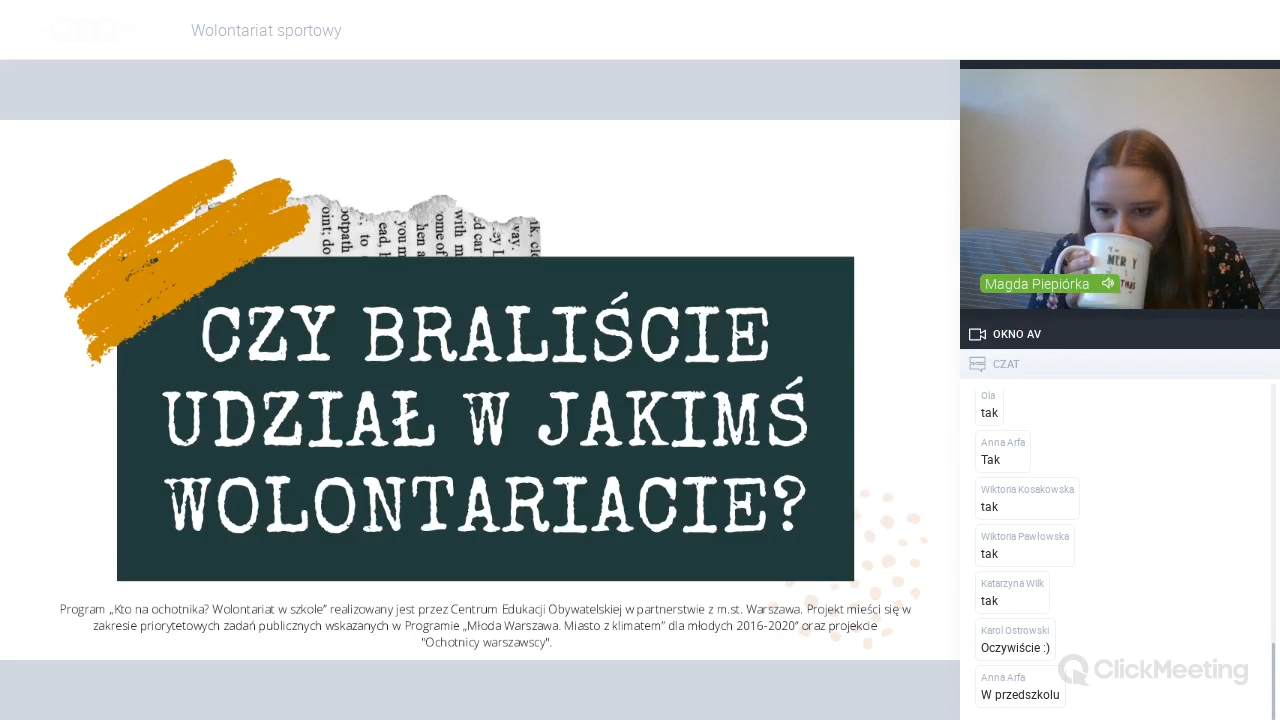 Wolontariat sportowy
CZY BRALIŚCIE
UDZIAŁ W JAKIMŚ
WOLONTARIACIE?
Program „Kto na ochotnika? Wolontariat w szkole” realizowany jest przez Centrum Edukacji Obywatelskiej w partnerstwie z m.st. Warszawa. Projekt mieści się w
zakresie priorytetowych zadań publicznych wskazanych w Programie „Młoda Warszawa. Miasto z klimatem” dla młodych 2016-2020” oraz projekcie
"Ochotnicy warszawscy".
Magda Piepiórka
OKNO AV
CZAT
Ola
tak
Anna Arfa
Tak
Wiktoria Kosakowska
tak
Wiktoria Pawłowska
tak
Katarzyna Wilk
tak
Karol Ostrowski
Oczywiście :)
Anna Arfa
W przedszkolu
ClickMeeting